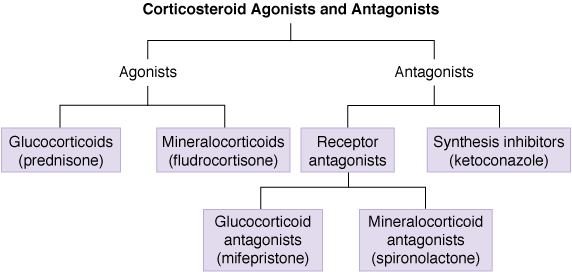 Corticosteroid Agonists and Antagonists
Agonists
Antagonists
Glucocorticoids
(prednisone)
Mineralocorticoids
(fludrocortisone)
Receptor
antagonists
Synthesis inhibitors
(ketoconazole)
Glucocorticoid
antagonists
(mifepristone)
Mineralocorticoid
antagonists
(spironolactone)